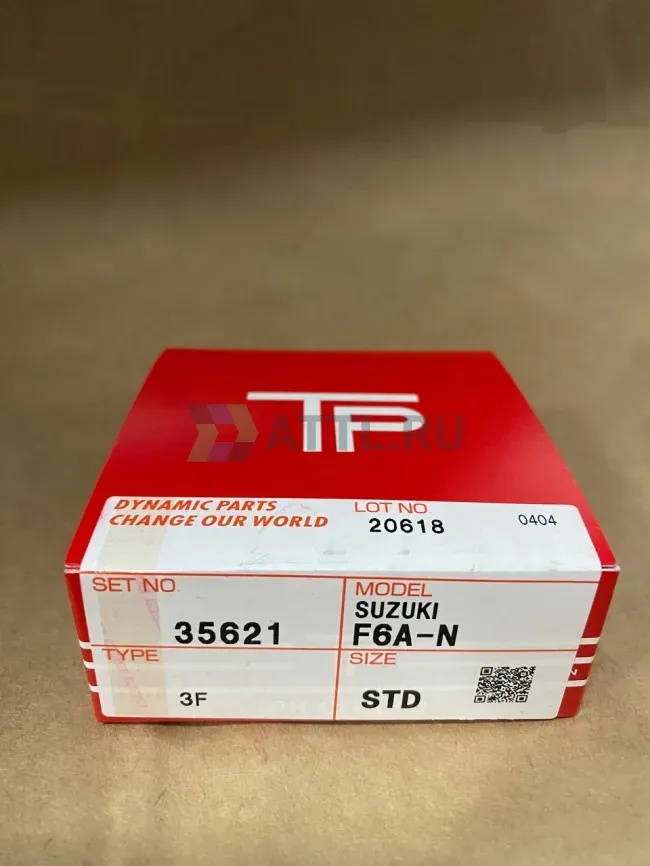 TP
ATTL.RU
DYNAMIC PARTS
CHANGE OUR WORLD
LOT NO.
20618
0404
SET NO.
35621
MODEL
SUZUKI
F6A-N
TYPE
3F
SIZE
STD